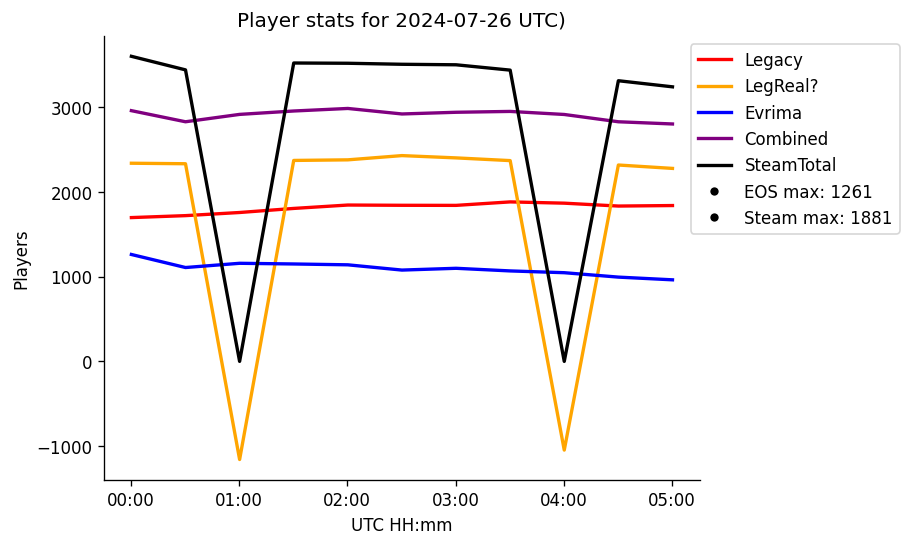 Player stats for 2024-07-26 UTC)
Legacy
LegReal?
Evrima
Combined
SteamTotal
EOS max: 1261
Steam max: 1881
Players
3000
2000
1000
0
−1000
00:00 01:00 02:00 03:00 04:00 05:00
UTC HH:mm